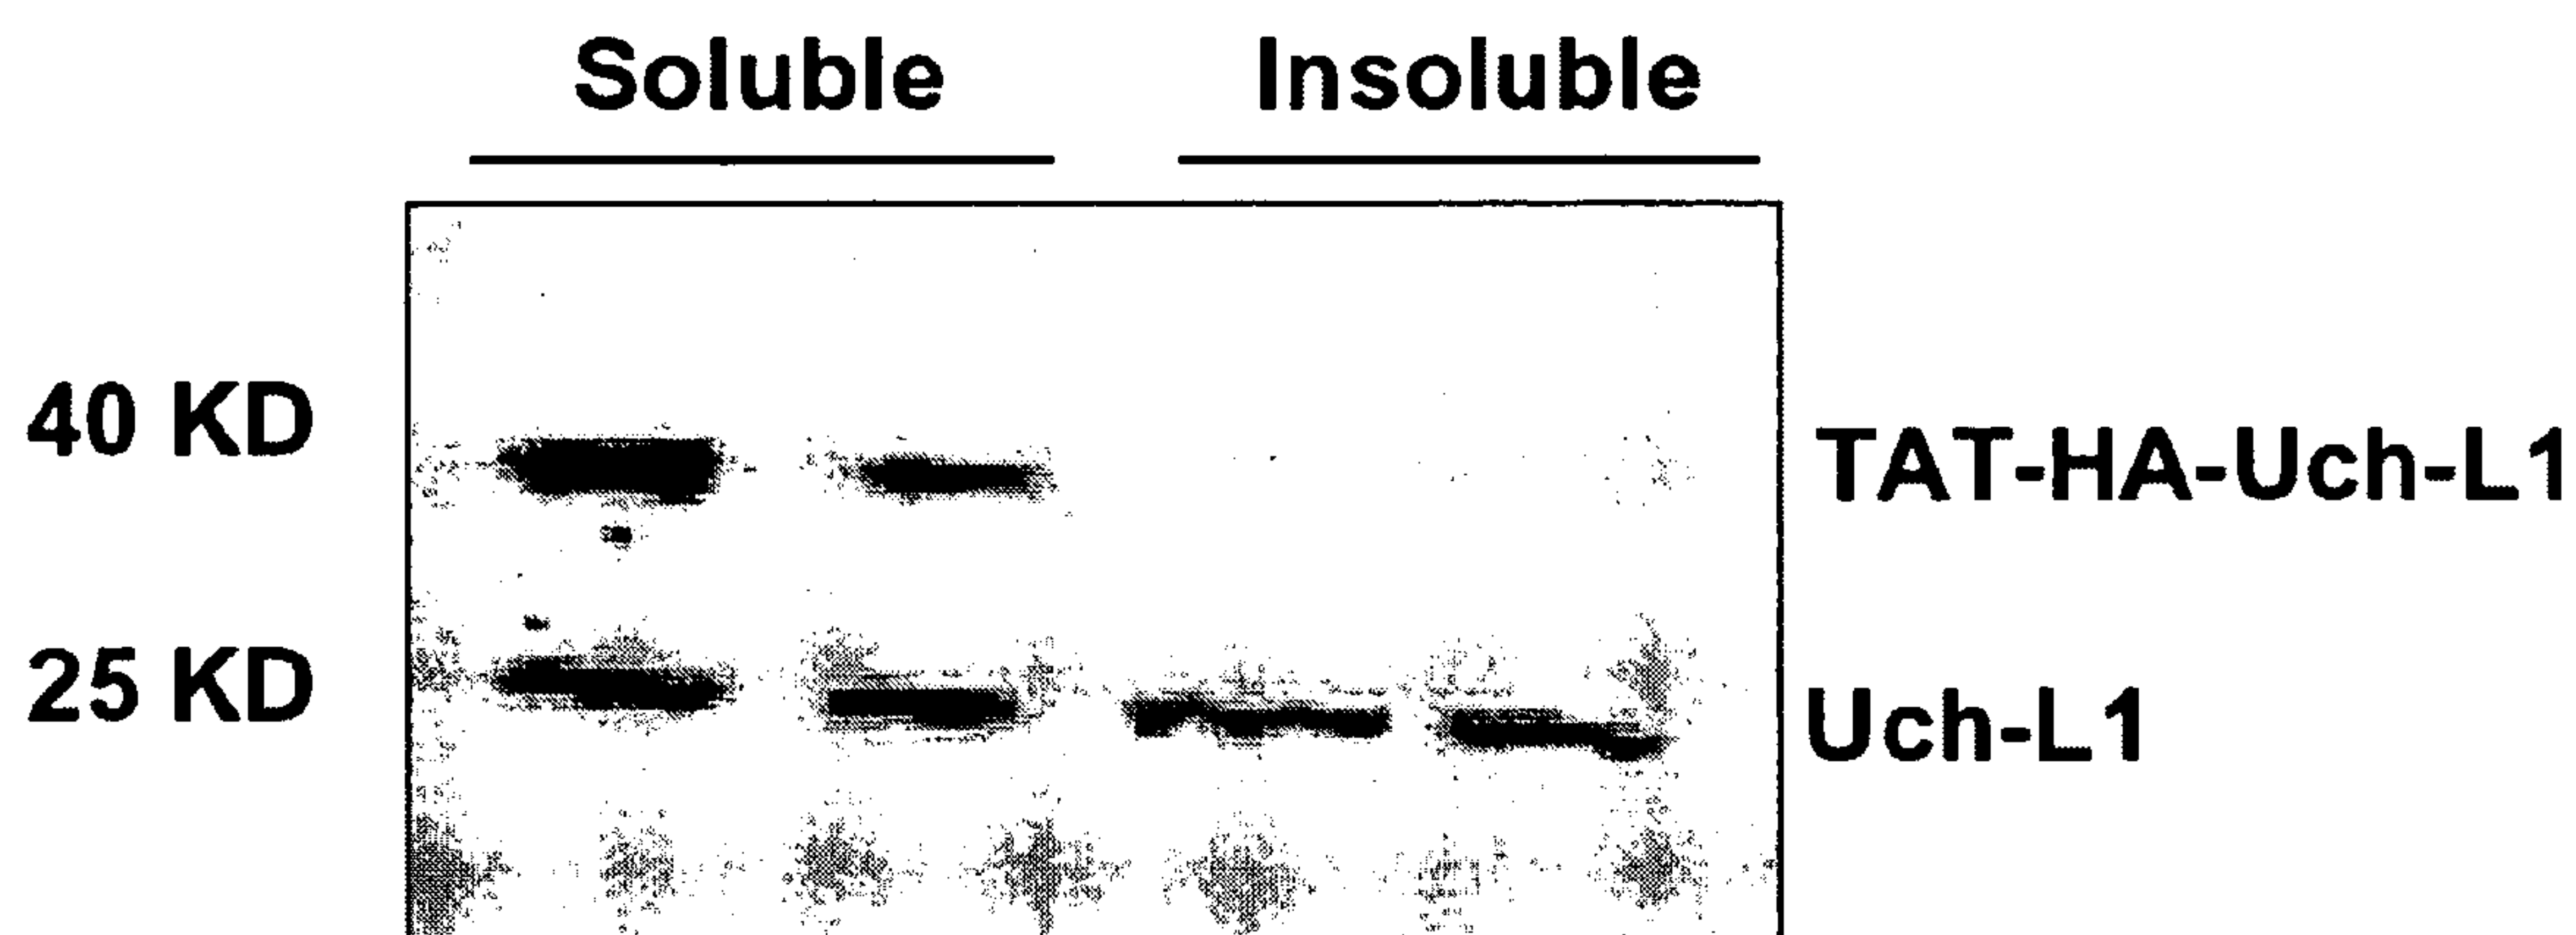 Soluble Insoluble
40 KD
TAT-HA-Uch-L1
25 KD
Uch-L1